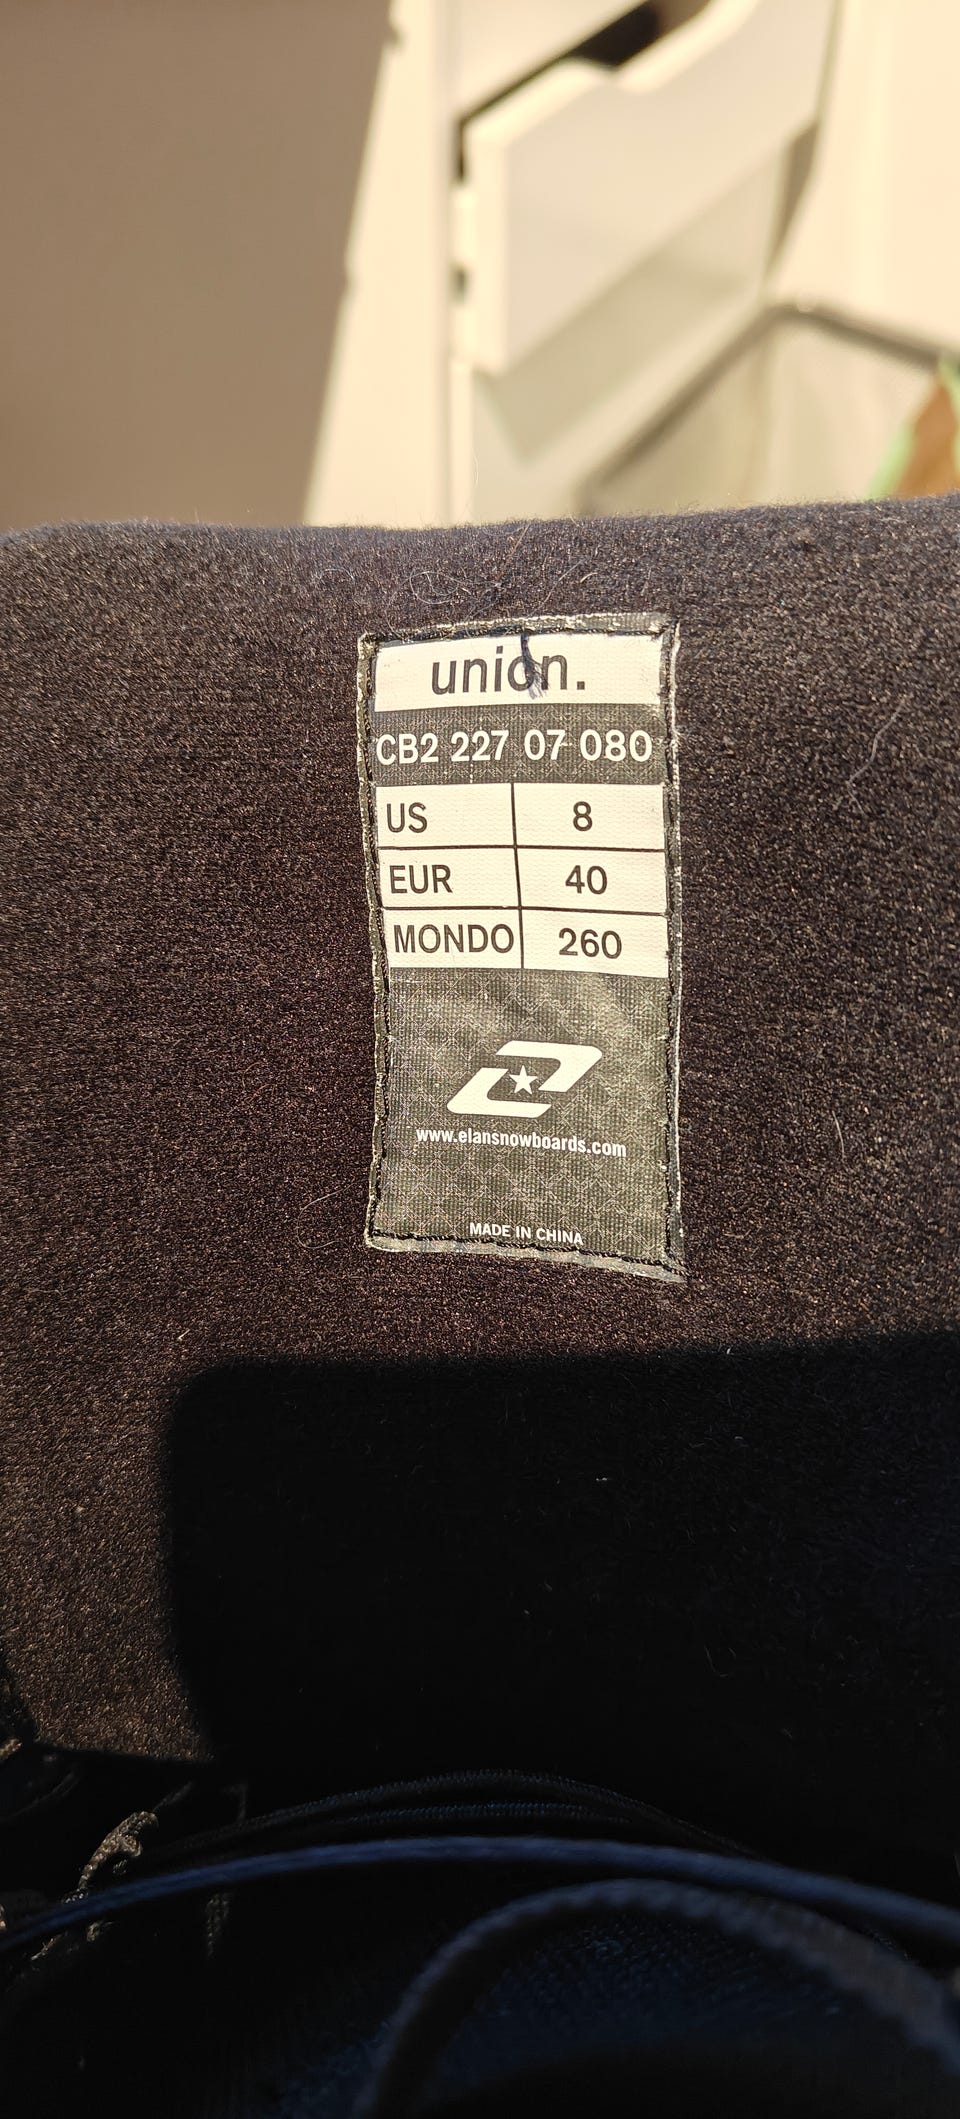 union.
CB2 227 07 080
US 8
EUR 40
MONDO 260
www.elansnowboards.com
MADE IN CHINA